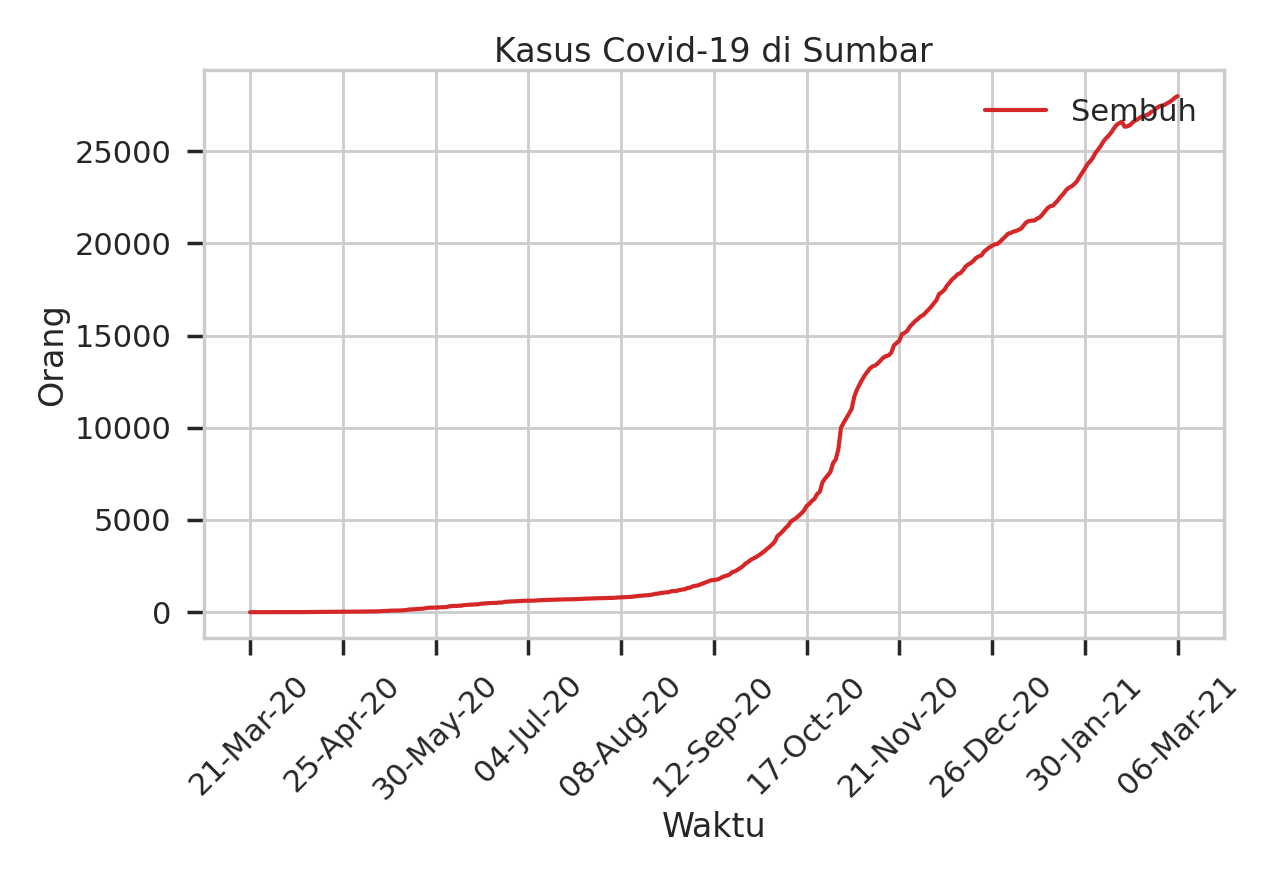 Kasus Covid-19 di Sumbar
Sembuh
Orang
25000
20000
15000
10000
5000
0
21-Mar-20
25-Apr-20
30-May-20
04-Jul-20
08-Aug-20
12-Sep-20
17-Oct-20
21-Nov-20
26-Dec-20
30-Jan-21
06-Mar-21
Waktu